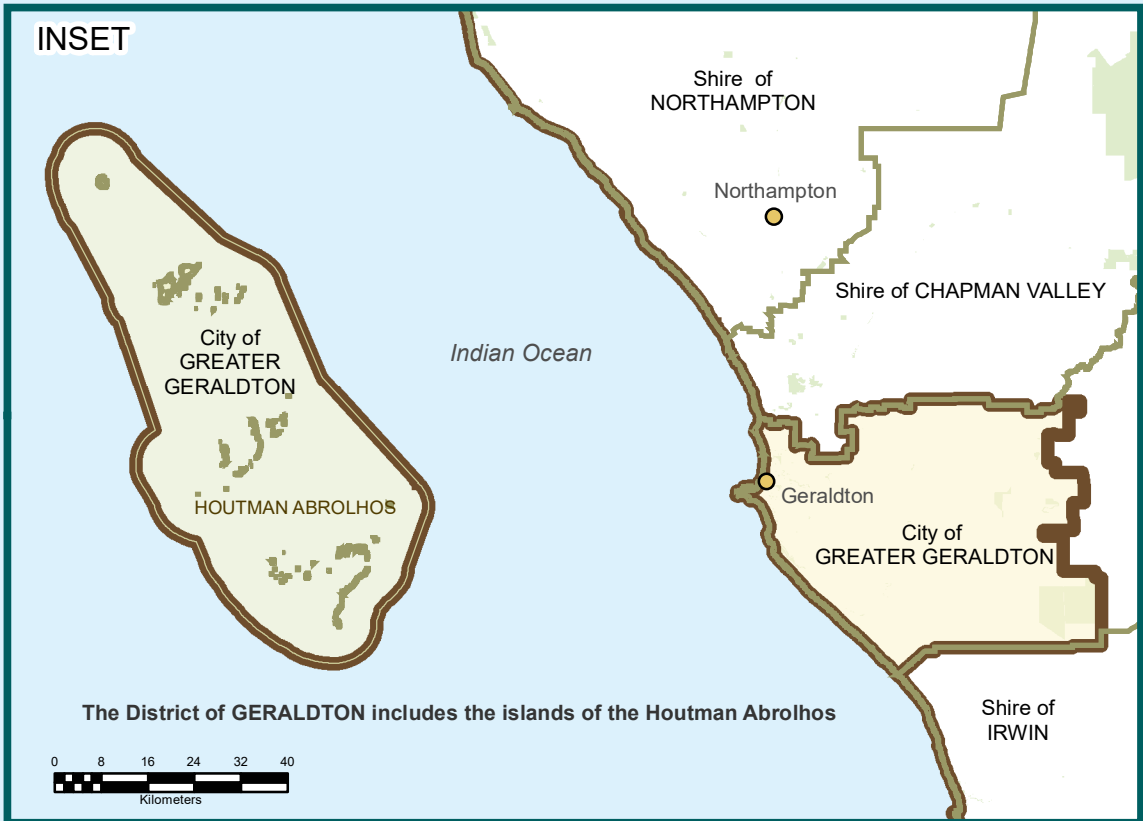 INSET
Shire of
NORTHAMPTON
Northampton
Shire of CHAPMAN VALLEY
City of
GREATER
GERALDTON
Indian Ocean
Geraldton
HOUTMAN ABROLHOS
City of
GREATER GERALDTON
The District of GERALDTON includes the islands of the Houtman Abrolhos
Shire of
IRWIN
0 8 16 24 32 40
Kilometers